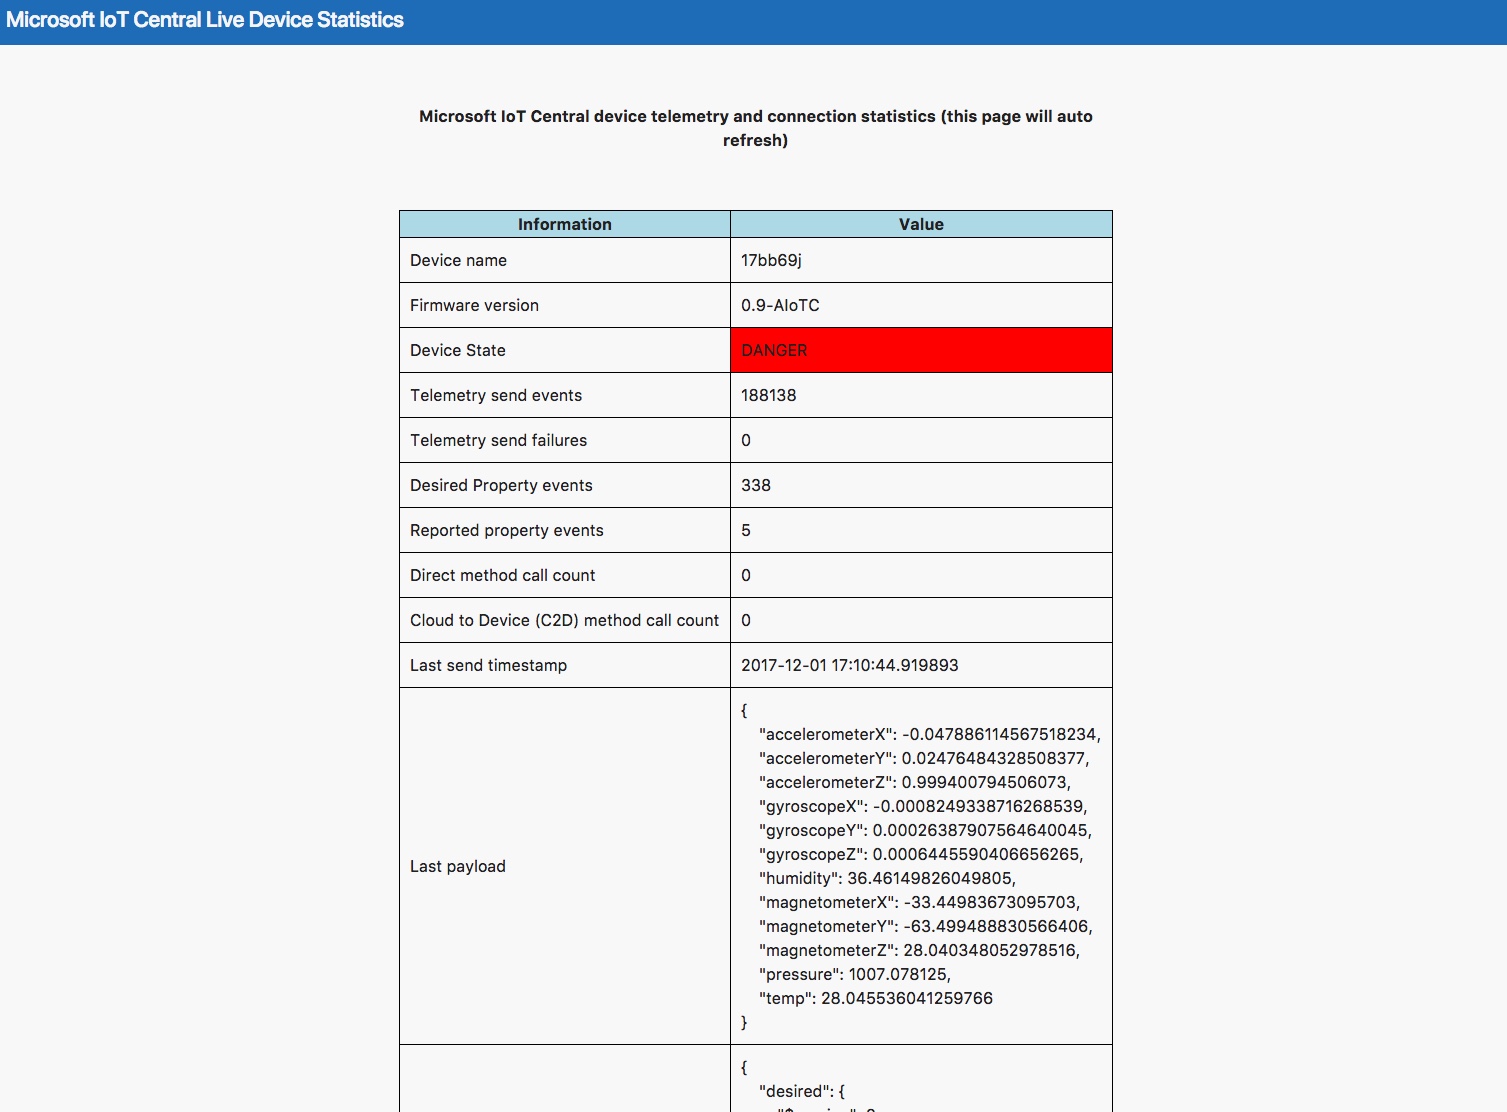 Microsoft IoT Central Live Device Statistics
Microsoft IoT Central device telemetry and connection statistics (this page will auto
refresh)
Information Value
Device name 17bb69j
Firmware version 0.9-AIoTC
Device State DANGER
Telemetry send events 188138
Telemetry send failures 0
Desired Property events 338
Reported property events 5
Direct method call count 0
Cloud to Device (C2D) method call count 0
Last send timestamp 2017-12-01 17:10:44.919893
Last payload
{
"accelerometerX": -0.047886114567518234,
"accelerometerY": 0.02476484328508377,
"accelerometerZ": 0.999400794506073,
"gyroscopeX": -0.0008249338716268539,
"gyroscopeY": 0.00026387907564640045,
"gyroscopeZ": 0.0006445590406656265,
"humidity": 36.46149826049805,
"magnetometerX": -33.44983673095703,
"magnetometerY": -63.499488830566406,
"magnetometerZ": 28.040348052978516,
"pressure": 1007.078125,
"temp": 28.045536041259766
}
{
"desired": {